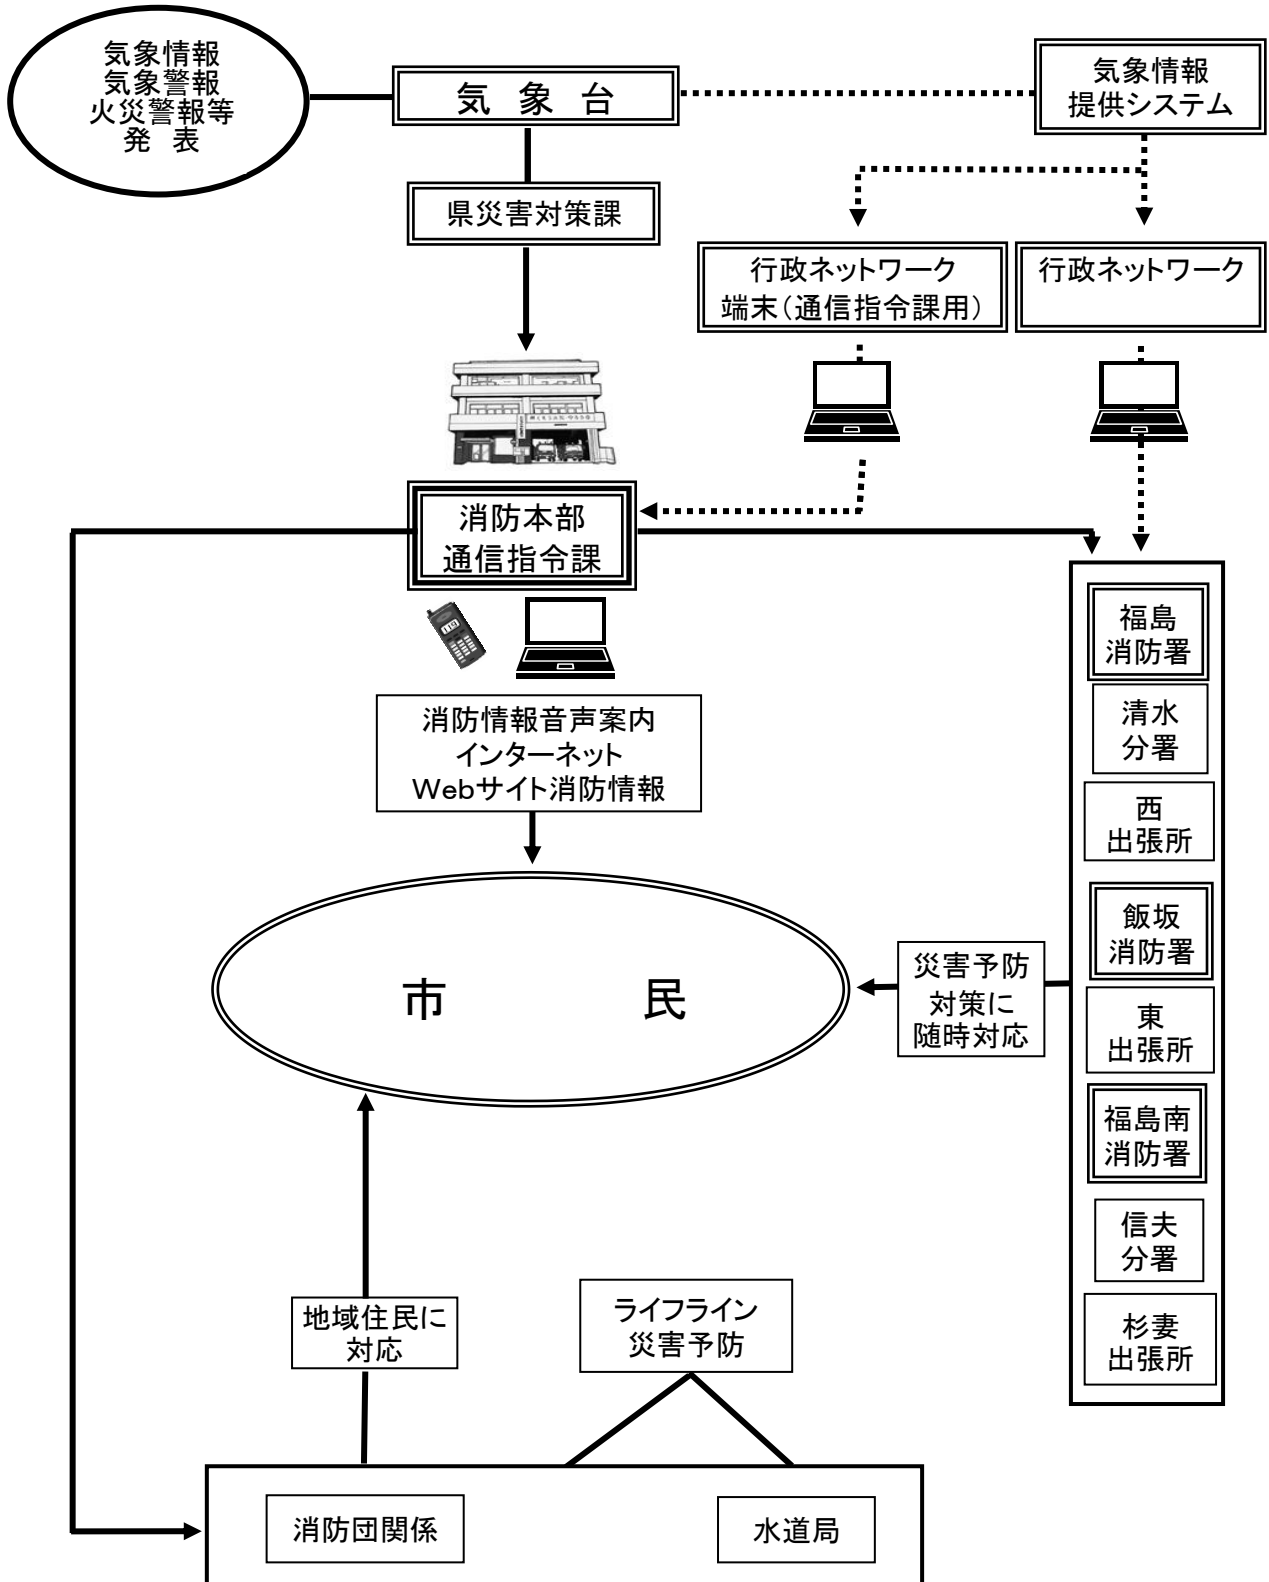 気象情報
気象警報
火災警報等
発 表
気 象 台
気象情報
提供システム
県災害対策課
行政ネットワーク
端末(通信指令課用)
行政ネットワーク
消防本部
通信指令課
消防情報音声案内
インターネット
Webサイト消防情報
市 民
災害予防
対策に
随時対応
福島
消防署
清水
分署
西
出張所
飯坂
消防署
東
出張所
福島南
消防署
信夫
分署
杉妻
出張所
地域住民に
対応
ライフライン
災害予防
消防団関係
水道局